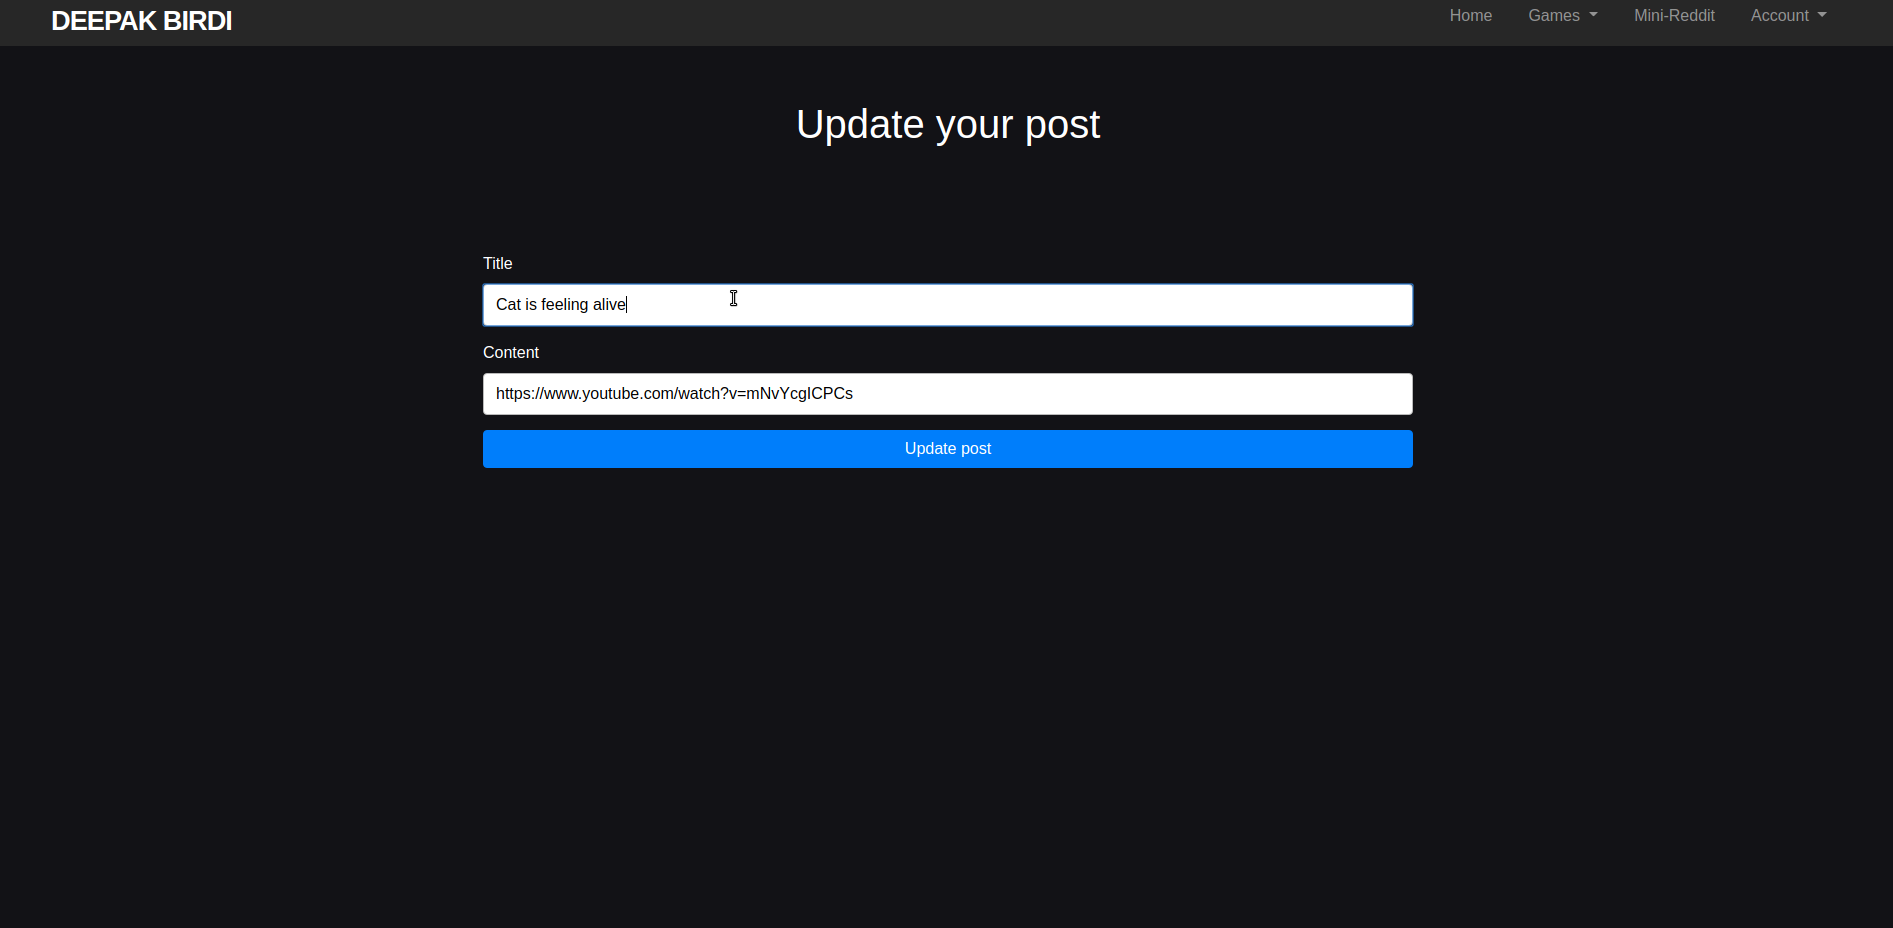 DEEPAK BIRDI
Home Games Mini-Reddit Account
Update your post
Title
Cat is feeling alive
Content
https://www.youtube.com/watch?v=mNvYcgICPCs
Update post